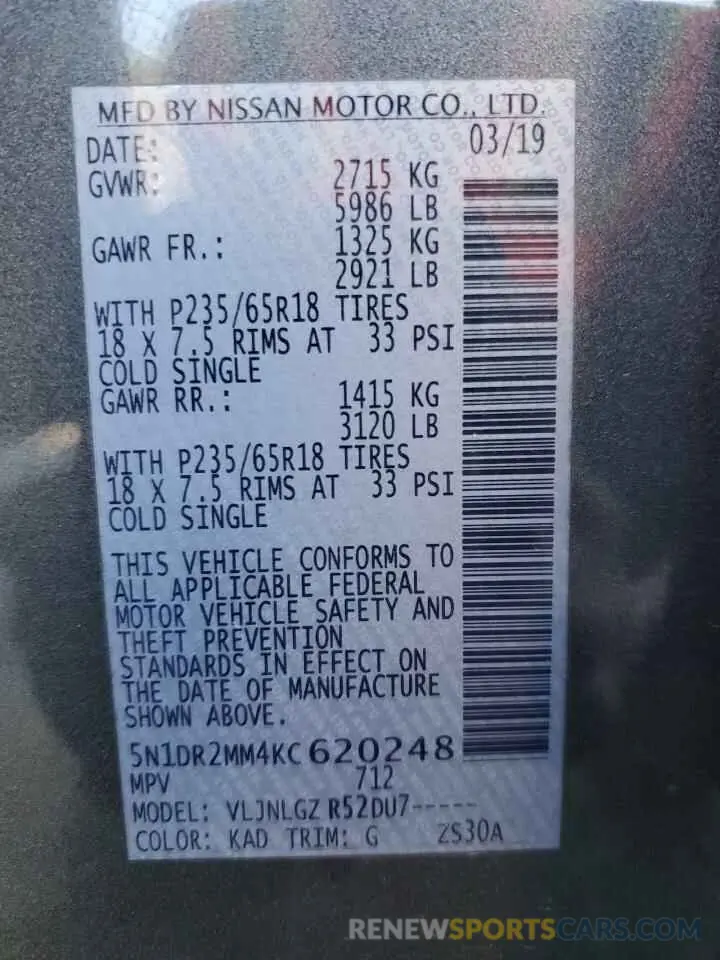 MFD BY NISSAN MOTOR CO., LTD.
DATE: 03/19
GVWR: 2715 KG
5986 LB
GAWR FR.: 1325 KG
2921 LB
WITH P235/65R18 TIRES
18 X 7.5 RIMS AT 33 PSI
COLD SINGLE
GAWR RR.: 1415 KG
3120 LB
WITH P235/65R18 TIRES
18 X 7.5 RIMS AT 33 PSI
COLD SINGLE
THIS VEHICLE CONFORMS TO
ALL APPLICABLE FEDERAL
MOTOR VEHICLE SAFETY AND
THEFT PREVENTION
STANDARDS IN EFFECT ON
THE DATE OF MANUFACTURE
SHOWN ABOVE.
5N1DR2MM4KC 620248
MPV 712
MODEL: VLJNLGZ R52DU7-----
COLOR: KAD TRIM: G 2S30A
RENEWSPORTSCARS.COM